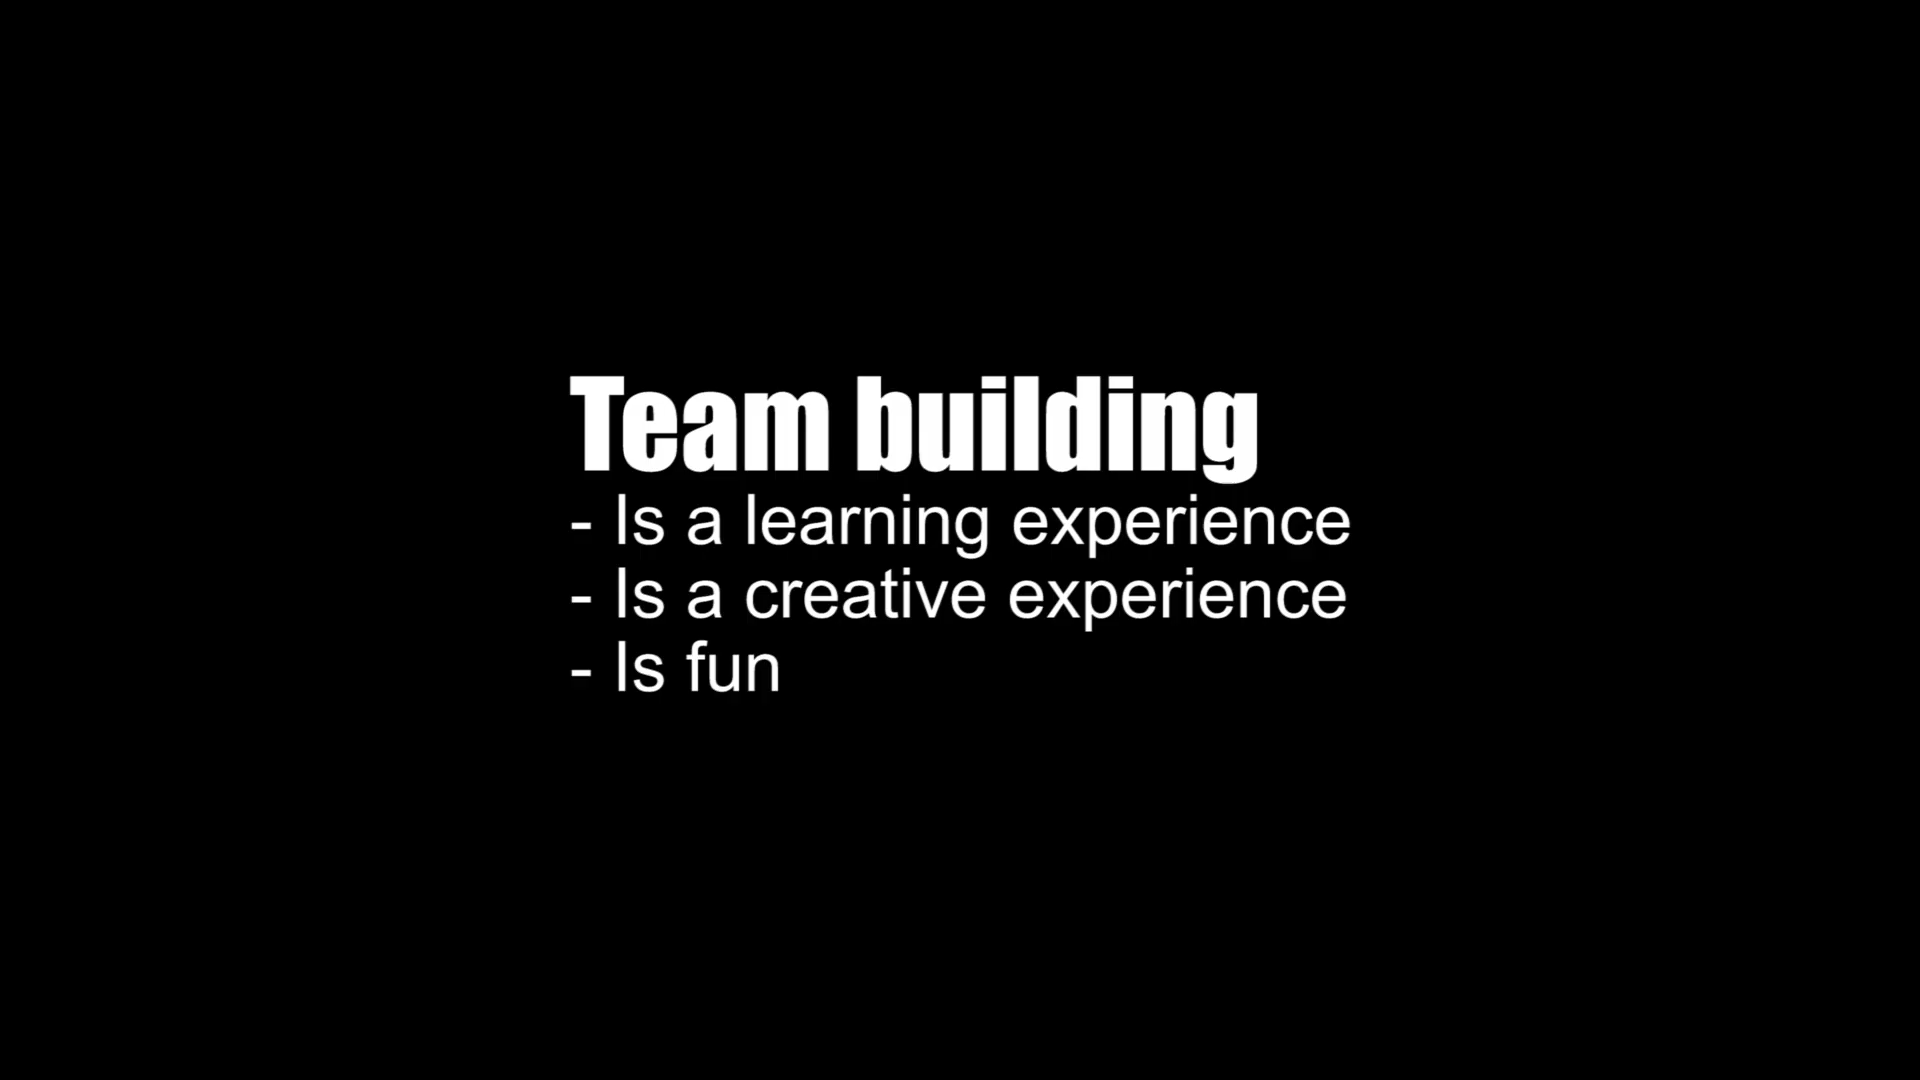 Team building
- Is a learning experience
- Is a creative experience
- Is fun